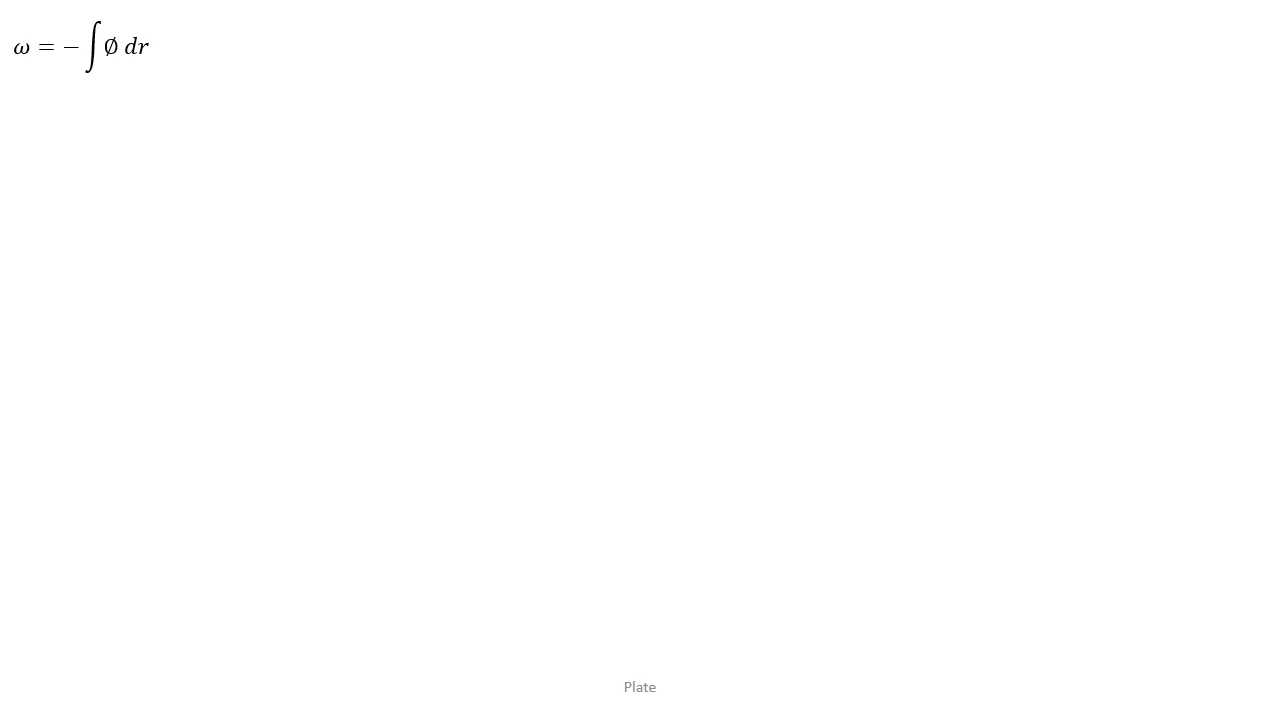 ω = −∫∅ dr
Plate